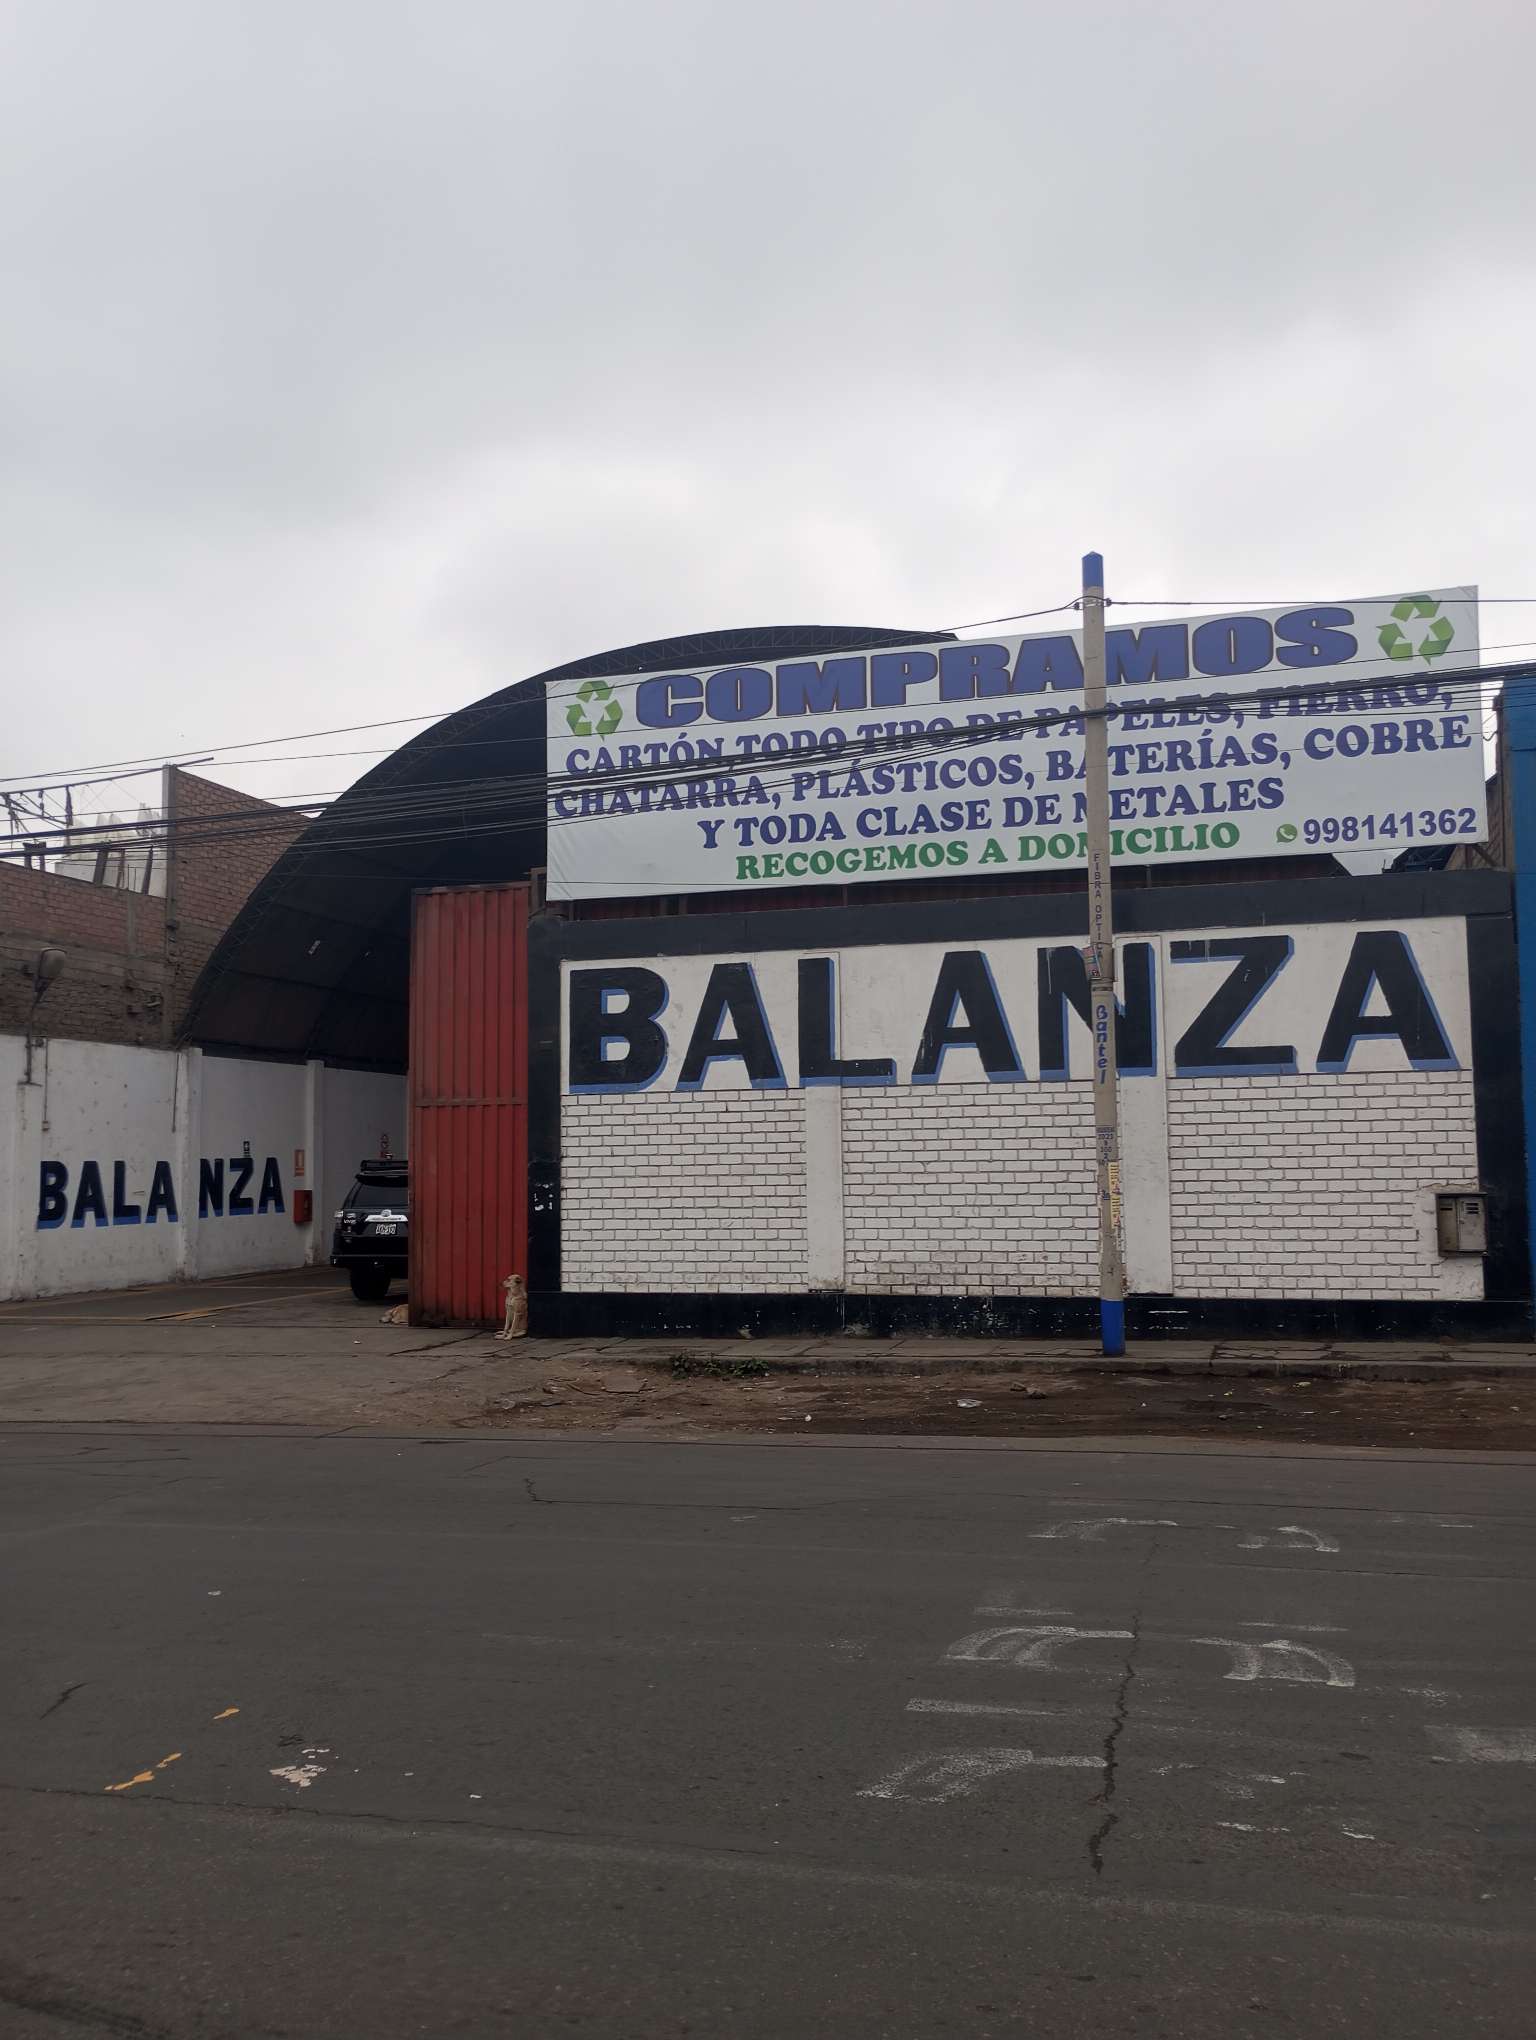 COMPRAMOS
CARTÓN, TODO TIPO DE PAPELES, FIERRO,
CHATARRA, PLÁSTICOS, BATERÍAS, COBRE
Y TODA CLASE DE METALES
RECOGEMOS A DOMICILIO
998141362
BALANZA
BALANZA
FIBRA OPTICA
Bantel